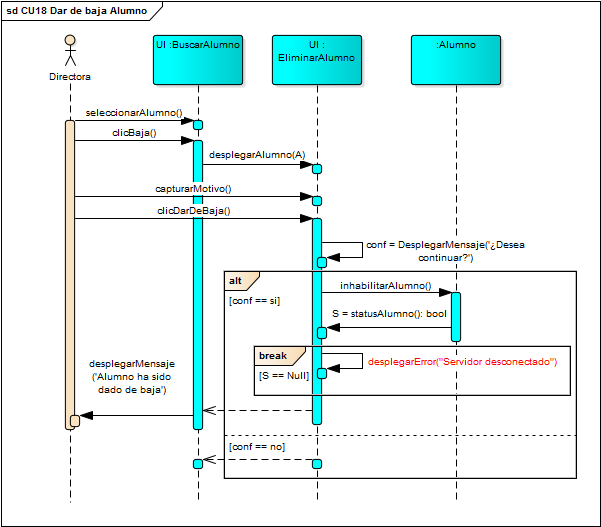 sd CU18 Dar de baja Alumno
Directora
UI :BuscarAlumno
UI :
EliminarAlumno
:Alumno
seleccionarAlumno()
clicBaja()
desplegarAlumno(A)
capturarMotivo()
clicDarDeBaja()
conf = DesplegarMensaje('¿Desea
continuar?')
alt
[conf == si]
inhabilitarAlumno()
S = statusAlumno(): bool
break
[S == Null]
desplegarError("Servidor desconectado")
desplegarMensaje
('Alumno ha sido
dado de baja')
[conf == no]